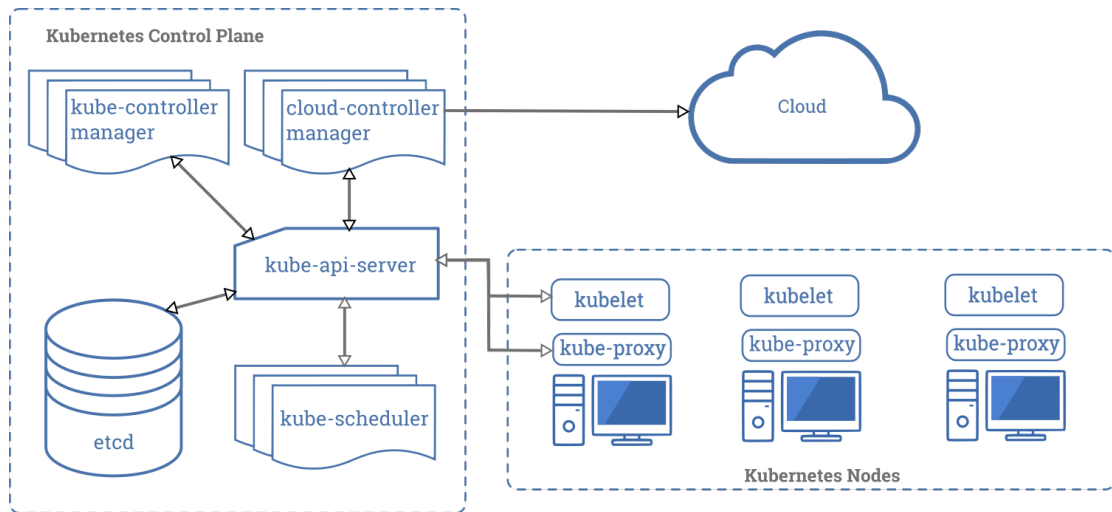 Kubernetes Control Plane
kube-controller
manager
cloud-controller
manager
Cloud
kube-api-server
etcd
kube-scheduler
kubelet
kubelet
kubelet
kube-proxy
kube-proxy
kube-proxy
Kubernetes Nodes